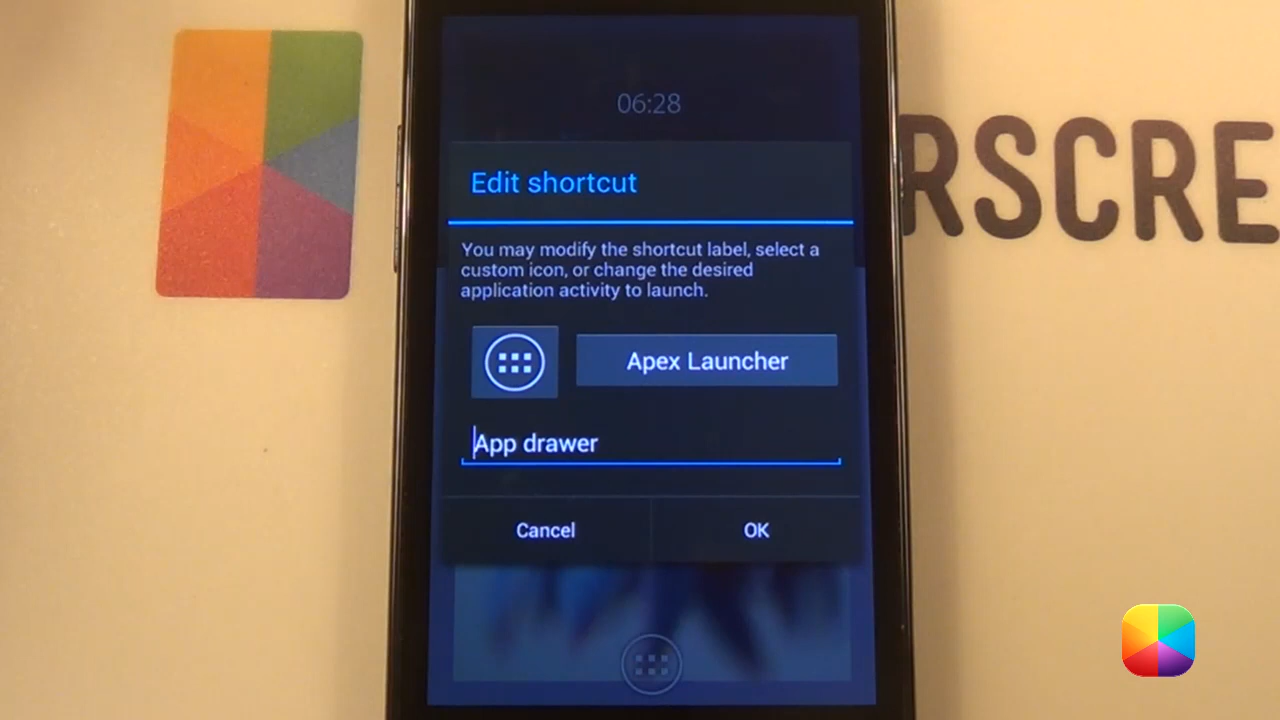 06:28
RSCRE
Edit shortcut
You may modify the shortcut label, select a
custom icon, or change the desired
application activity to launch.
Apex Launcher
App drawer
Cancel
OK